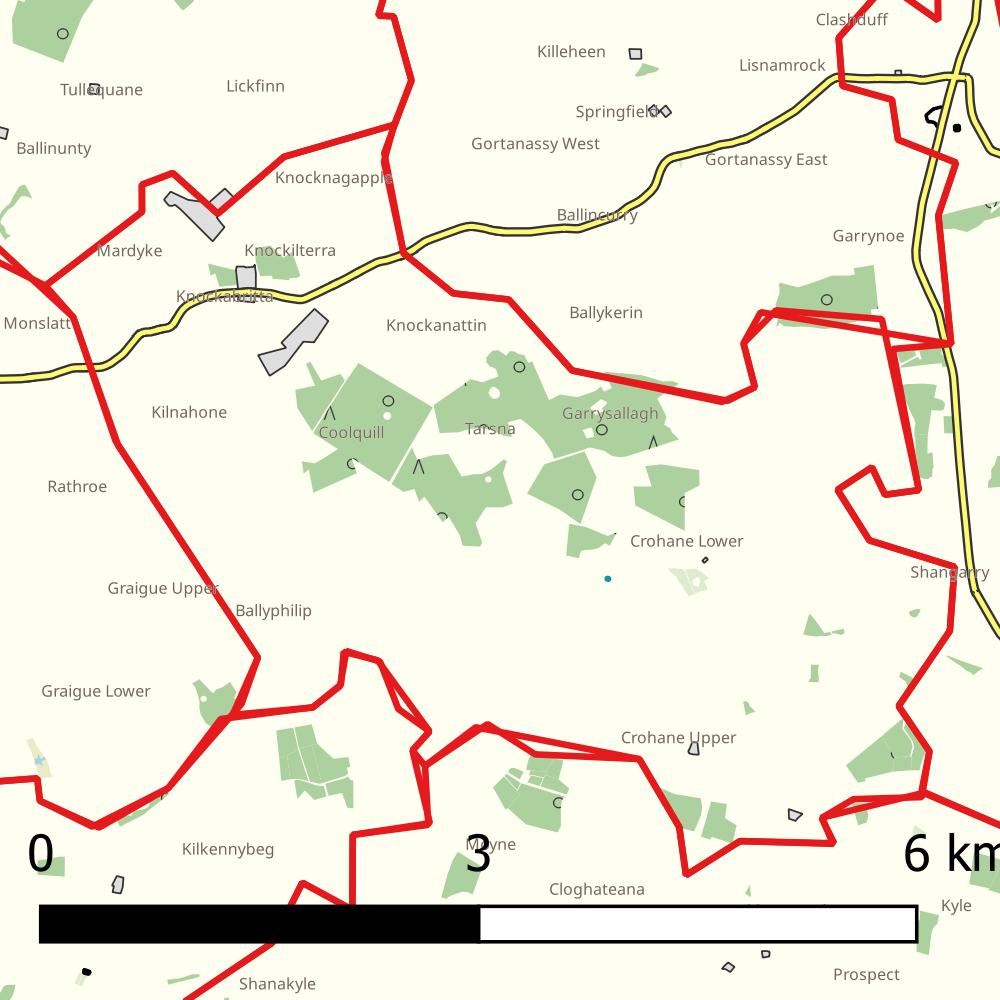 Clashduff
Killeheen
Lisnamrock
Tullequane
Lickfinn
Springfield
Ballinunty
Gortanassy West
Gortanassy East
Knocknagapple
Ballincurry
Garrynoe
Mardyke
Knockilterra
Knockabritta
Monslatt
Knockanattin
Ballykerin
Kilnahone
Garrysallagh
Coolquill
Tarsna
Rathroe
Crohane Lower
Shangarry
Graigue Upper
Ballyphilip
Graigue Lower
Crohane Upper
Kilkennybeg
Moyne
0 3 6 km
Cloghateana
Kyle
Prospect
Shanakyle